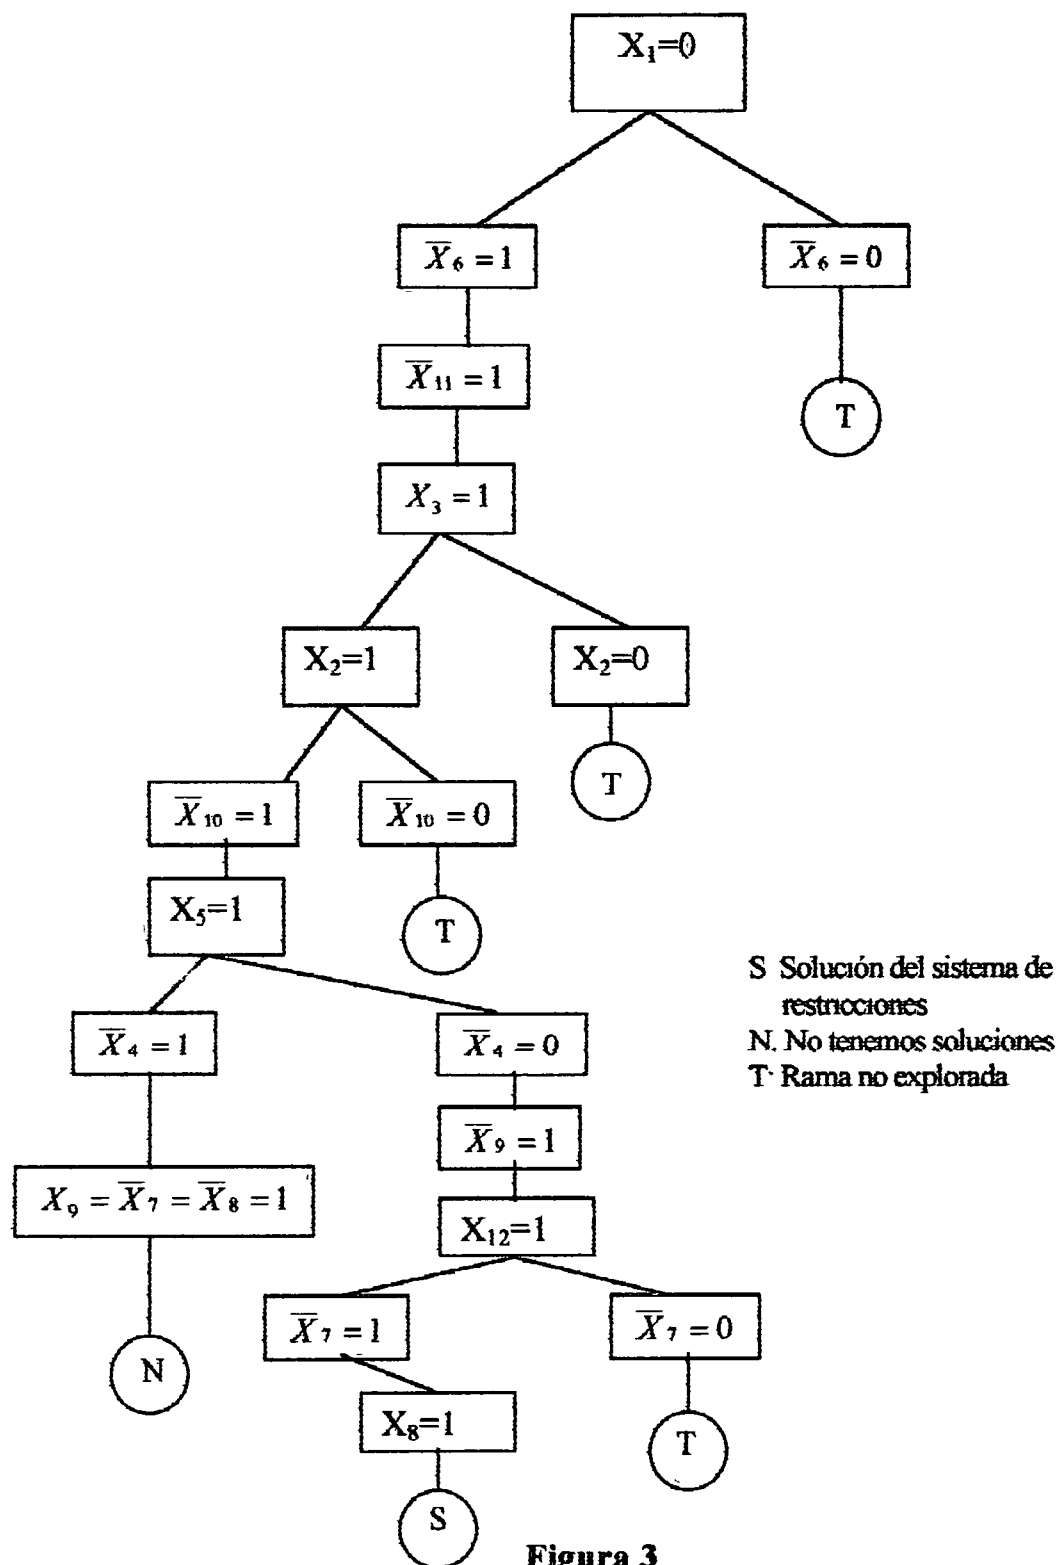 X₁=0
X̅₆ = 1
X̅₆ = 0
X̅₁₁ = 1
T
X₃ = 1
X₂=1
X₂=0
T
X̅₁₀ = 1
X̅₁₀ = 0
X₅=1
T
S Solución del sistema de
restricciones
N. No tenemos soluciones
T· Rama no explorada
X̅₄ = 1
X̅₄ = 0
X̅₉ = 1
X₉ = X̅₇ = X̅₈ = 1
X₁₂=1
X̅₇ = 1
X̅₇ = 0
N
X₈=1
T
S
Figura 3